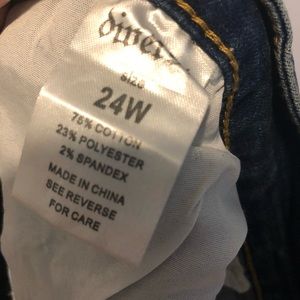 SIZE
24W
75% COTTON
23% POLYESTER
2% SPANDEX
MADE IN CHINA
SEE REVERSE
FOR CARE